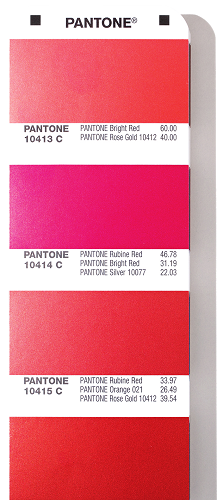 PANTONE®
PANTONE PANTONE Bright Red 60.00
10413 C PANTONE Rose Gold 10412 40.00
PANTONE PANTONE Rubine Red 46.78
10414 C PANTONE Bright Red 31.19
PANTONE Silver 10077 22.03
PANTONE PANTONE Rubine Red 33.97
10415 C PANTONE Orange 021 26.49
PANTONE Rose Gold 10412 39.54